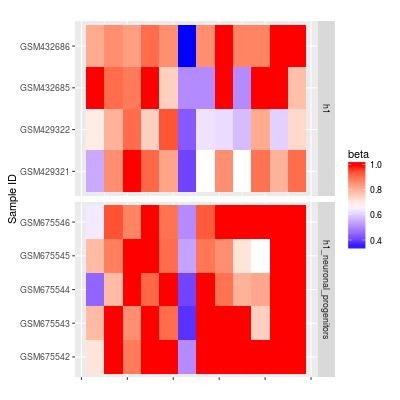 Sample ID
GSM432686
GSM432685
GSM429322
GSM429321
h1
GSM675546
GSM675545
GSM675544
GSM675543
GSM675542
h1_neuronal_progenitors
beta
1.0
0.8
0.6
0.4